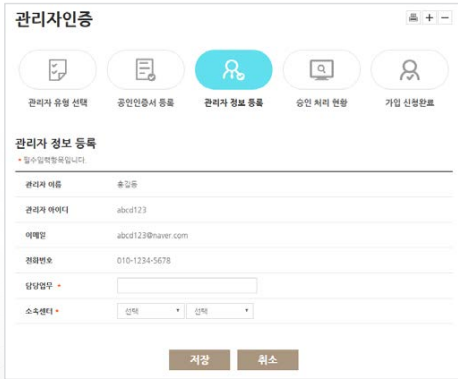 관리자인증
관리자 유형 선택
공인인증서 등록
관리자 정보 등록
승인 처리 현황
가입 신청완료
관리자 정보 등록
* 필수입력항목입니다.
관리자 이름 홍길동
관리자 아이디 abcd123
이메일 abcd123@naver.com
전화번호 010-1234-5678
담당업무 *
소속센터 * 선택 선택
저장 취소